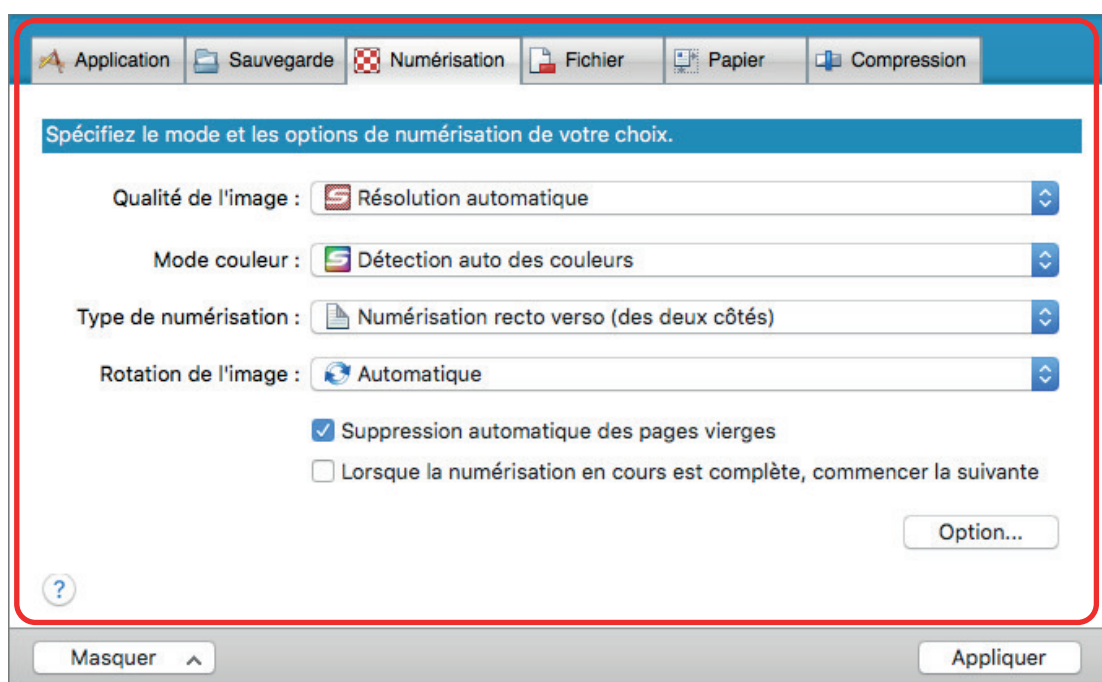 Application Sauvegarde Numérisation Fichier Papier Compression
Spécifiez le mode et les options de numérisation de votre choix.
Qualité de l'image : Résolution automatique
Mode couleur : Détection auto des couleurs
Type de numérisation : Numérisation recto verso (des deux côtés)
Rotation de l'image : Automatique
Suppression automatique des pages vierges
Lorsque la numérisation en cours est complète, commencer la suivante
Option...
?
Masquer Appliquer